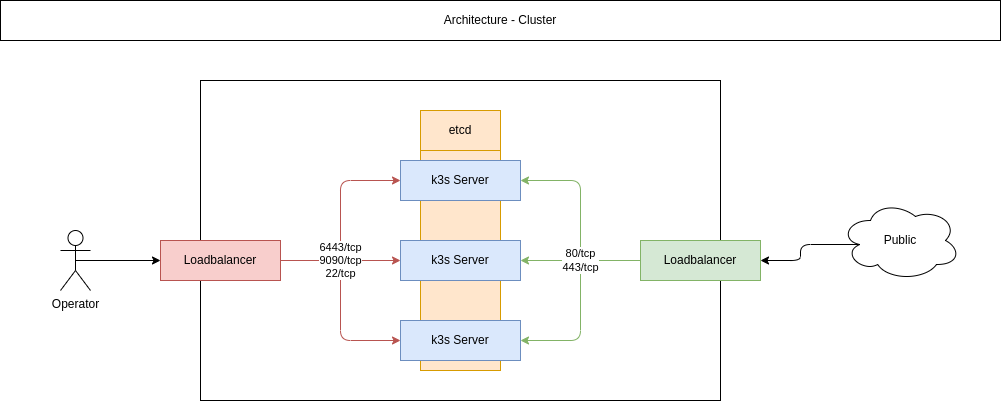 Architecture - Cluster
etcd
k3s Server
6443/tcp
9090/tcp
22/tcp
80/tcp
443/tcp
Public
Loadbalancer
k3s Server
Loadbalancer
Operator
k3s Server